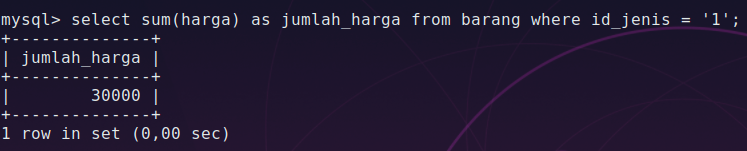 mysql> select sum(harga) as jumlah_harga from barang where id_jenis = '1';
+--------------+
| jumlah_harga |
+--------------+
|        30000 |
+--------------+
1 row in set (0,00 sec)